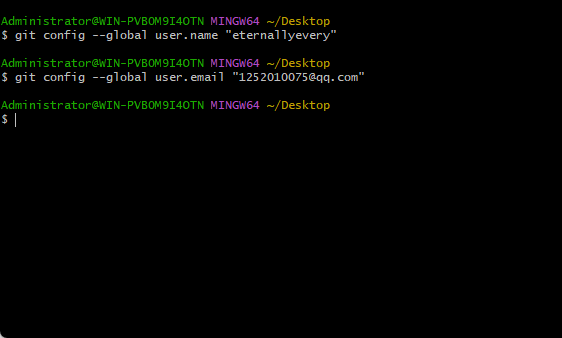 Administrator@WIN-PVBOM9I4OTN MINGW64 ~/Desktop
$ git config --global user.name "eternallyevery"
Administrator@WIN-PVBOM9I4OTN MINGW64 ~/Desktop
$ git config --global user.email "1252010075@qq.com"
Administrator@WIN-PVBOM9I4OTN MINGW64 ~/Desktop
$